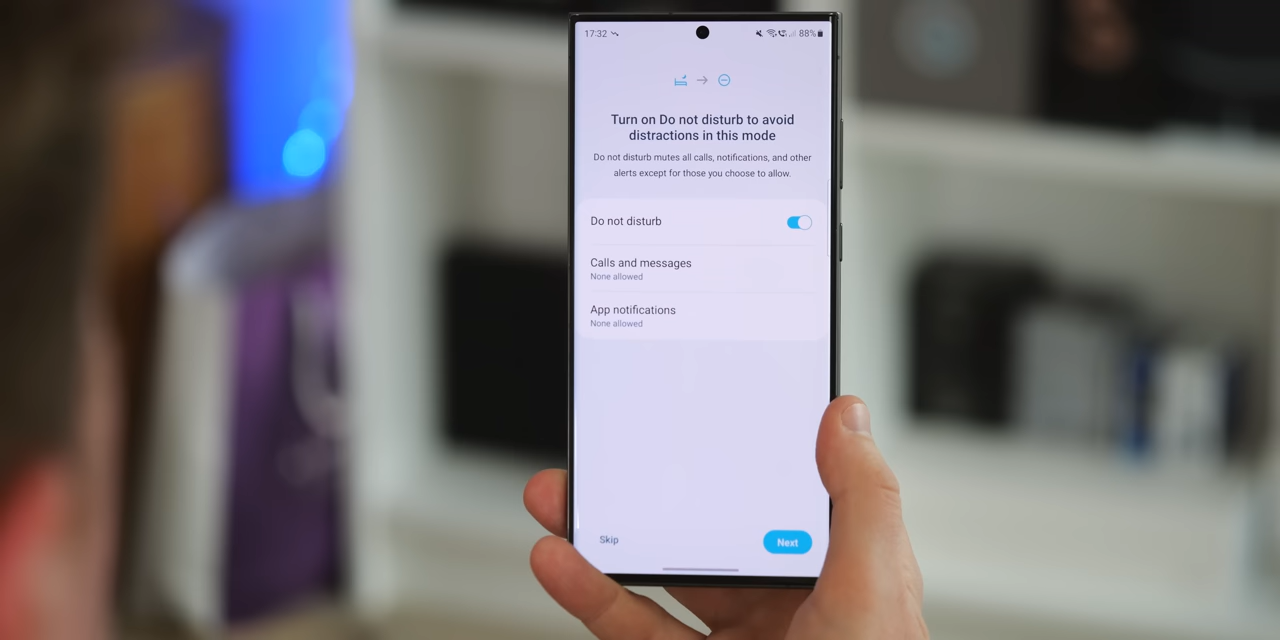 17:32
88%
Turn on Do not disturb to avoid
distractions in this mode
Do not disturb mutes all calls, notifications, and other
alerts except for those you choose to allow.
Do not disturb
Calls and messages
None allowed
App notifications
None allowed
Skip
Next